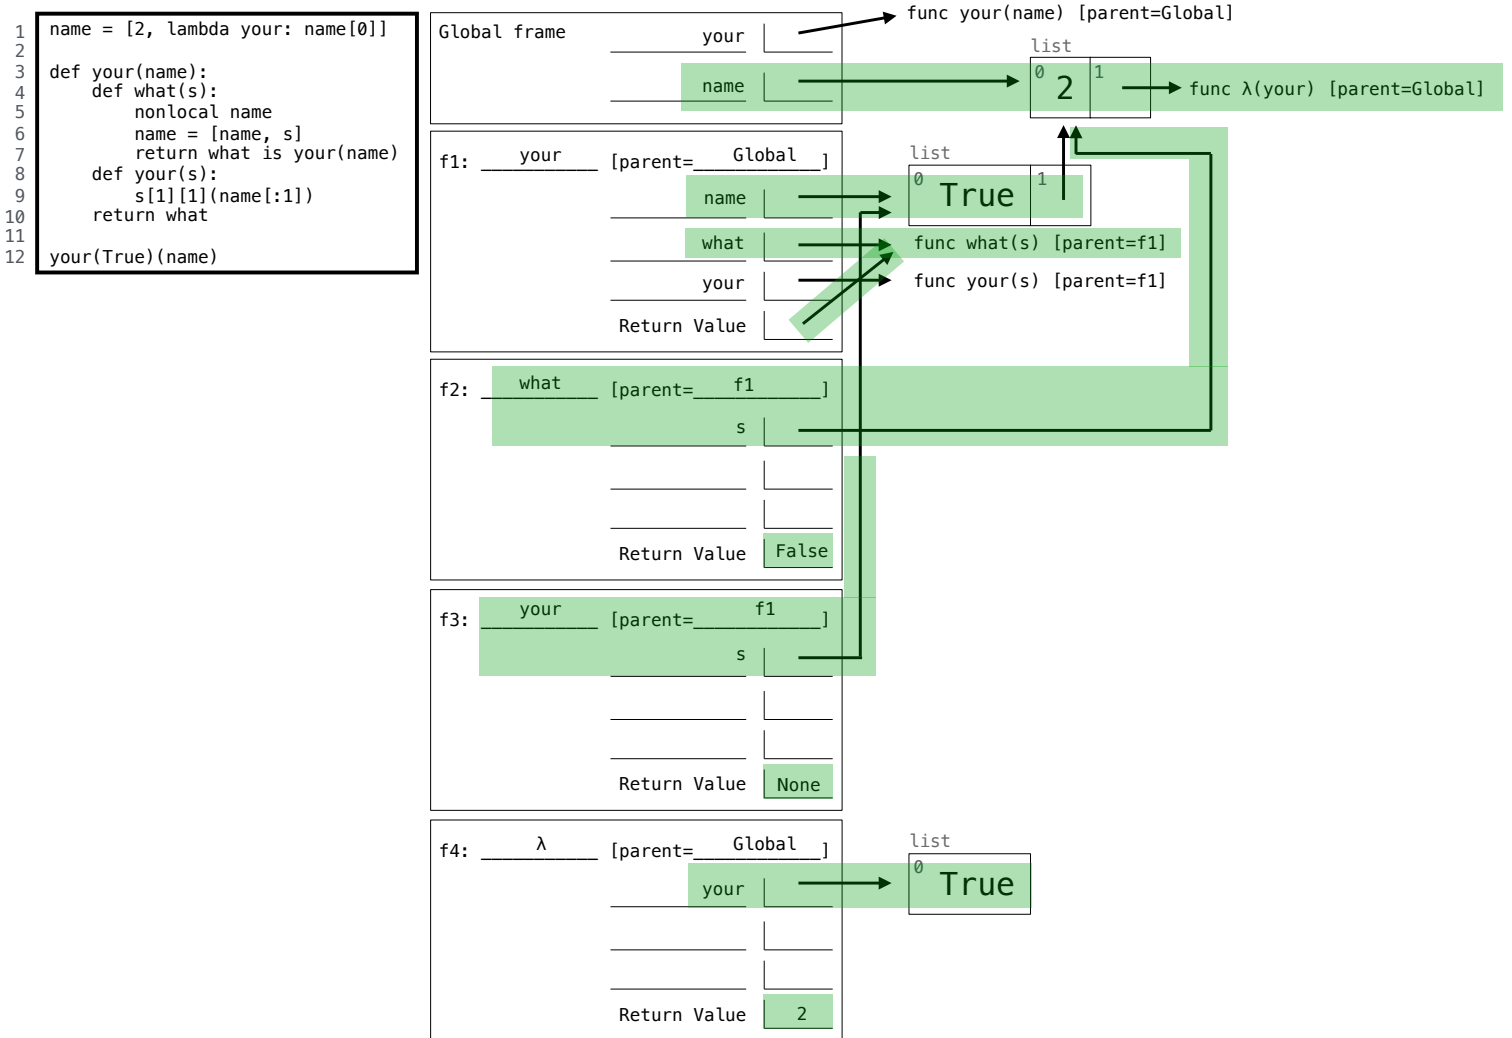 1 name = [2, lambda your: name[0]]
2
3 def your(name):
4     def what(s):
5         nonlocal name
6         name = [name, s]
7         return what is your(name)
8     def your(s):
9         s[1][1](name[:1])
10     return what
11
12 your(True)(name)
Global frame
your
func your(name) [parent=Global]
name
list
0 2 1
func λ(your) [parent=Global]
f1: your [parent=Global]
name
list
0 True 1
what
func what(s) [parent=f1]
your
func your(s) [parent=f1]
Return Value
f2: what [parent=f1]
s
Return Value False
f3: your [parent=f1]
s
Return Value None
f4: λ [parent=Global]
your
list
0 True
Return Value 2